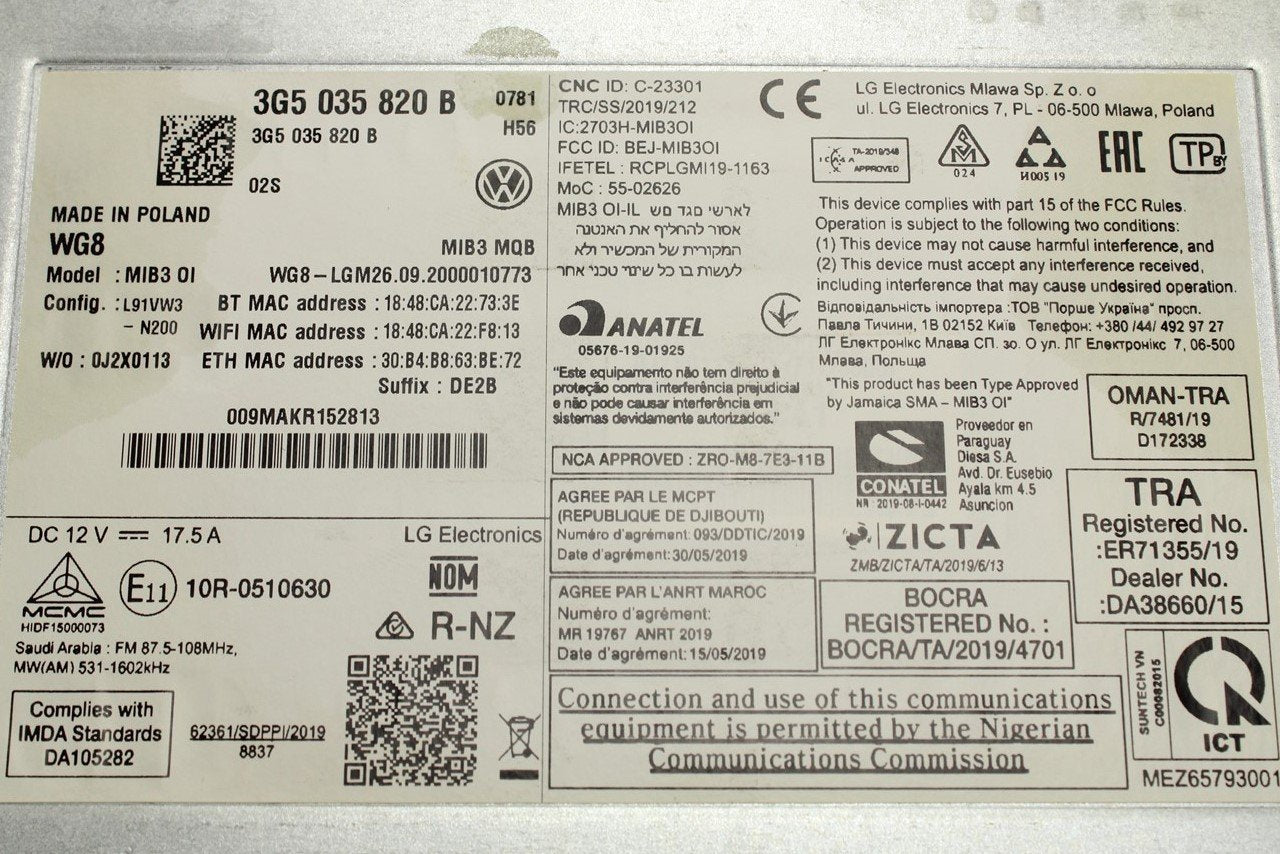 3G5 035 820 B 0781
3G5 035 820 B H56
02S
MADE IN POLAND
WG8 MIB3 MQB
Model : MIB3 OI WG8-LGM26.09.2000010773
Config. : L91VW3 BT MAC address : 18:48:CA:22:73:3E
- N200 WIFI MAC address : 18:48:CA:22:F8:13
W/O : 0J2X0113 ETH MAC address : 30:B4:B8:63:BE:72
Suffix : DE2B
009MAKR152813
DC 12 V 17.5 A LG Electronics
MCMC
HIDF15000073
E11 10R-0510630
NOM
R-NZ
Saudi Arabia : FM 87.5-108MHz,
MW(AM) 531-1602kHz
Complies with
IMDA Standards
DA105282
62361/SDPPI/2019
8837
CNC ID: C-23301
TRC/SS/2019/212
IC:2703H-MIB3OI
FCC ID: BEJ-MIB3OI
IFETEL : RCPLGMI19-1163
MoC : 55-02626
MIB3 OI-IL לארשי םגד םש
אסור להחליף את האנטנה
המקורית של המכשיר ולא
לעשות בו כל שינוי טכני אחר
ANATEL
05676-19-01925
"Este equipamento não tem direito à
proteção contra interferência prejudicial
e não pode causar interferência em
sistemas devidamente autorizados."
NCA APPROVED : ZRO-M8-7E3-11B
AGREE PAR LE MCPT
(REPUBLIQUE DE DJIBOUTI)
Numéro d'agrément: 093/DDTIC/2019
Date d'agrément: 30/05/2019
AGREE PAR L'ANRT MAROC
Numéro d'agrément:
MR 19767 ANRT 2019
Date d'agrément: 15/05/2019
CE
LG Electronics Mlawa Sp. Z o. o
ul. LG Electronics 7, PL - 06-500 Mlawa, Poland
ICASA TA-2019/348
APPROVED
024
И005 19
EAC
TP BY
This device complies with part 15 of the FCC Rules.
Operation is subject to the following two conditions:
(1) This device may not cause harmful interference, and
(2) This device must accept any interference received,
including interference that may cause undesired operation.
Відповідальність імпортера : ТОВ "Порше Україна" просп.
Павла Тичини, 1В 02152 Київ Телефон: +380 /44/ 492 97 27
ЛГ Електронікс Млава СП. зо. О ул. ЛГ Електронікс 7, 06-500
Млава, Польща
"This product has been Type Approved
by Jamaica SMA – MIB3 OI"
OMAN-TRA
R/7481/19
D172338
CONATEL
NR 2019-08-I-0442
Proveedor en
Paraguay
Diesa S.A.
Avd. Dr. Eusebio
Ayala km 4.5
Asuncion
TRA
Registered No.
:ER71355/19
Dealer No.
:DA38660/15
ZICTA
ZMB/ZICTA/TA/2019/6/13
BOCRA
REGISTERED No. :
BOCRA/TA/2019/4701
Connection and use of this communications
equipment is permitted by the Nigerian
Communications Commission
SUNTECH VN
C00082015
ICT
MEZ65793001